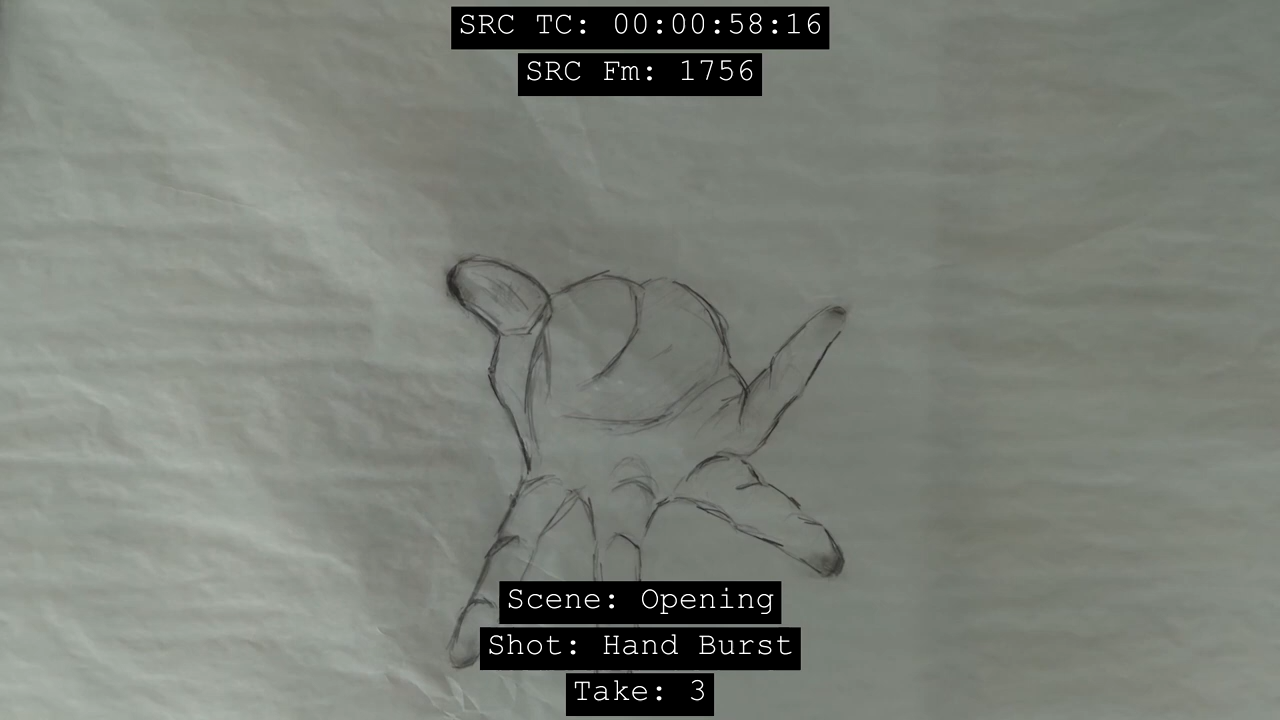 SRC TC: 00:00:58:16
SRC Fm: 1756
Scene: Opening
Shot: Hand Burst
Take: 3